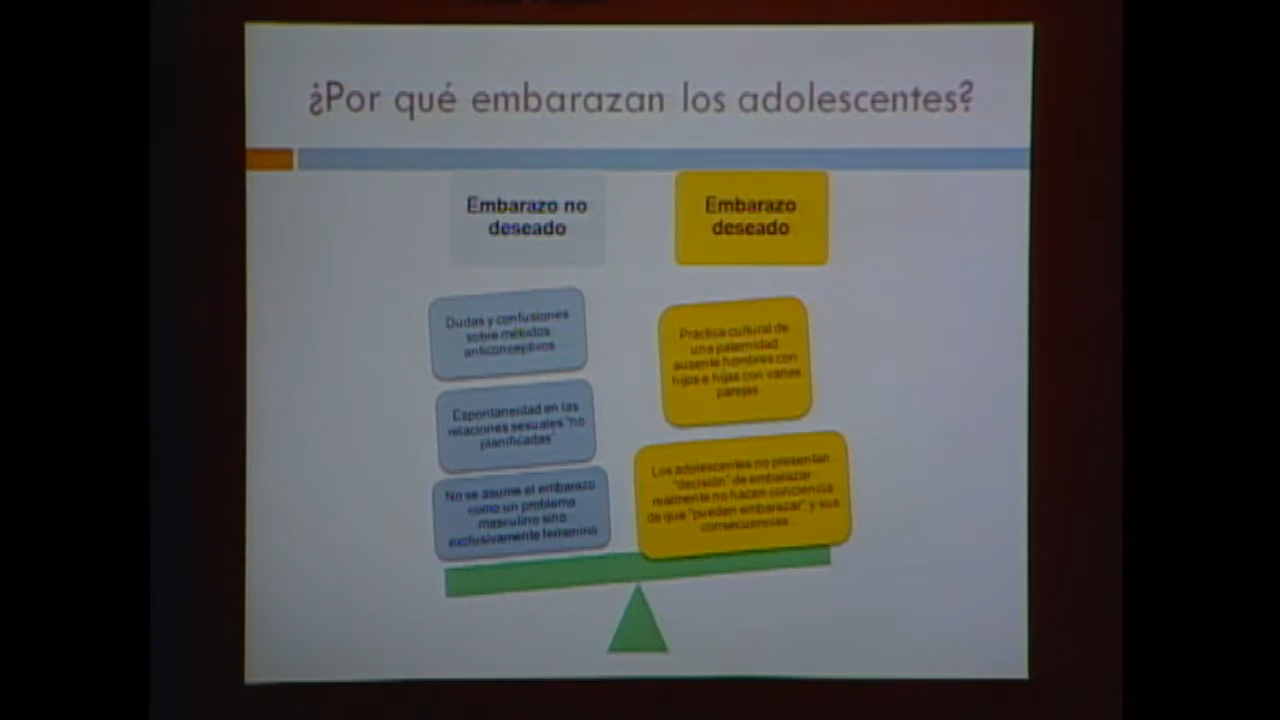 ¿Por qué embarazan los adolescentes?
Embarazo no
deseado
Embarazo
deseado
Dudas y confusiones
sobre métodos
anticonceptivos
Espontaneidad en las
relaciones sexuales "no
planificadas"
No se asume el embarazo
como un problema
masculino sino
exclusivamente femenino
Práctica cultural de
una paternidad
ausente hombres con
hijos e hijas con varias
parejas
Los adolescentes no presentan
"decisión" de embarazar
realmente no hacen conciencia
de que "pueden embarazar" y sus
consecuencias